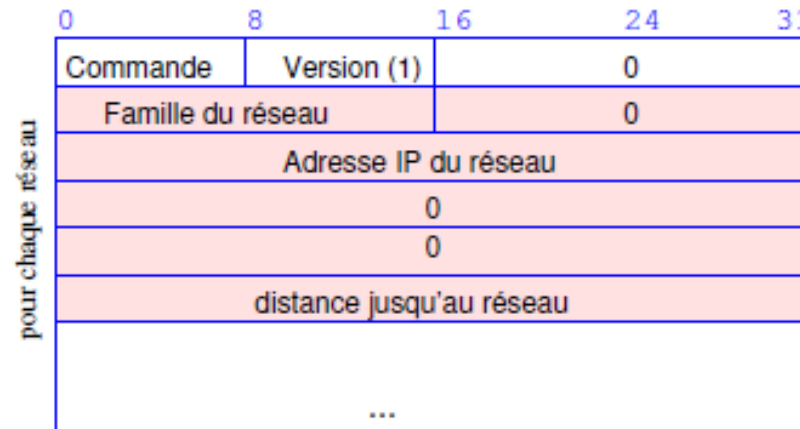 0 8 16 24 31
Commande Version (1) 0
Famille du réseau 0
Adresse IP du réseau
0
0
distance jusqu'au réseau
...
pour chaque réseau